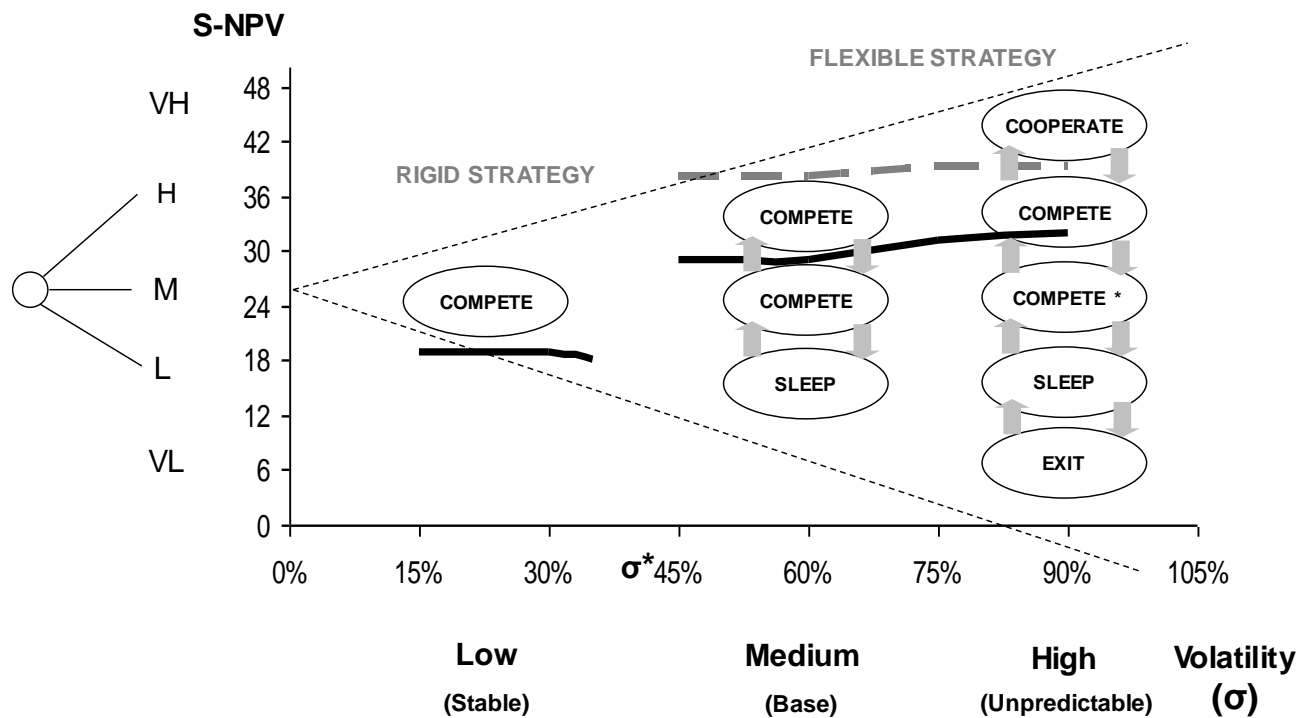 S-NPV
FLEXIBLE STRATEGY
VH
48
COOPERATE
42
RIGID STRATEGY
H
36
COMPETE
COMPETE
30
M
24
COMPETE
COMPETE
COMPETE *
L
18
SLEEP
SLEEP
12
VL
6
EXIT
0
0% 15% 30% σ* 45% 60% 75% 90% 105%
Low Medium High Volatility
(Stable) (Base) (Unpredictable) (σ)